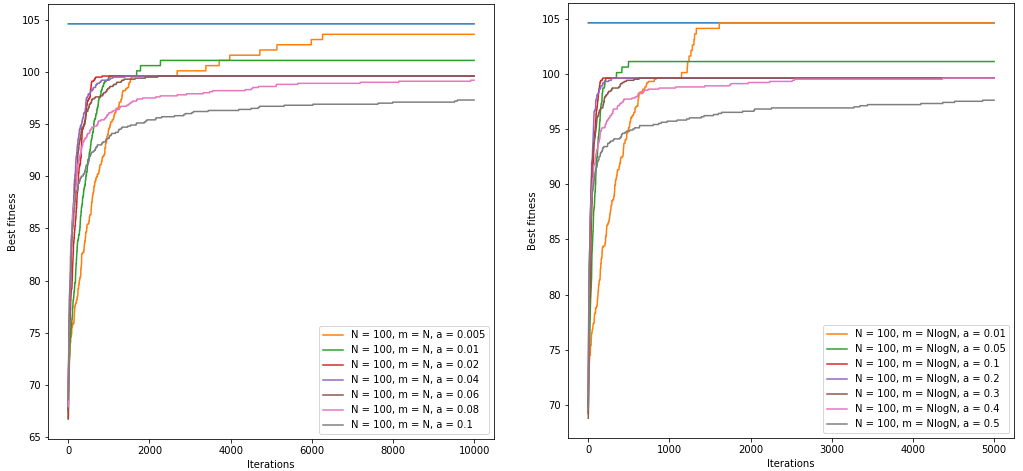 105
100
95
90
85
80
75
70
65
Best fitness
0
2000
4000
6000
8000
10000
Iterations
N = 100, m = N, a = 0.005
N = 100, m = N, a = 0.01
N = 100, m = N, a = 0.02
N = 100, m = N, a = 0.04
N = 100, m = N, a = 0.06
N = 100, m = N, a = 0.08
N = 100, m = N, a = 0.1
105
100
95
90
85
80
75
70
Best fitness
0
1000
2000
3000
4000
5000
Iterations
N = 100, m = NlogN, a = 0.01
N = 100, m = NlogN, a = 0.05
N = 100, m = NlogN, a = 0.1
N = 100, m = NlogN, a = 0.2
N = 100, m = NlogN, a = 0.3
N = 100, m = NlogN, a = 0.4
N = 100, m = NlogN, a = 0.5